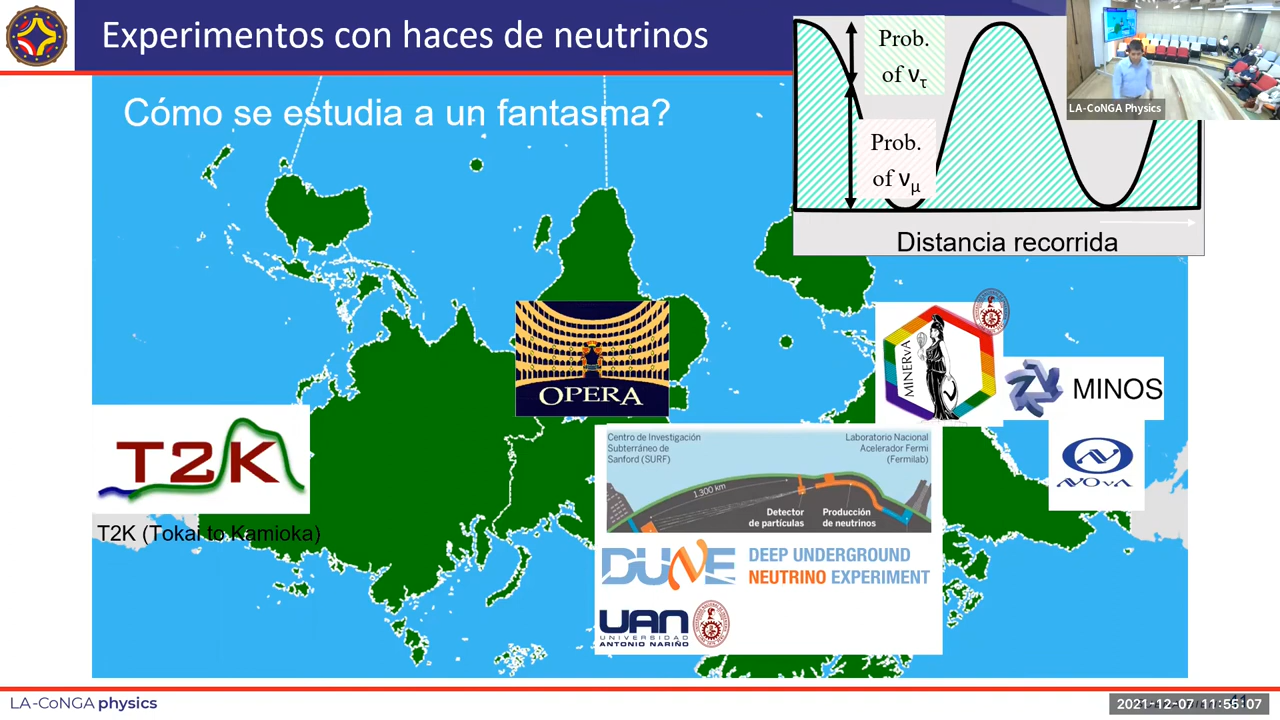 Experimentos con haces de neutrinos
Cómo se estudia a un fantasma?
Prob.
of ντ
Prob.
of νμ
Distancia recorrida
LA-CoNGA Physics
OPERA
MINERνA
MINOS
NOνA
T2K
T2K (Tokai to Kamioka)
Centro de Investigación
Subterráneo de
Sanford (SURF)
Laboratorio Nacional
Acelerador Fermi
(Fermilab)
1.300 km
Detector
de partículas
Producción
de neutrinos
DUNE
DEEP UNDERGROUND
NEUTRINO EXPERIMENT
UAN
UNIVERSIDAD
ANTONIO NARIÑO
LA-CoNGA physics
2021-12-07 11:55:07